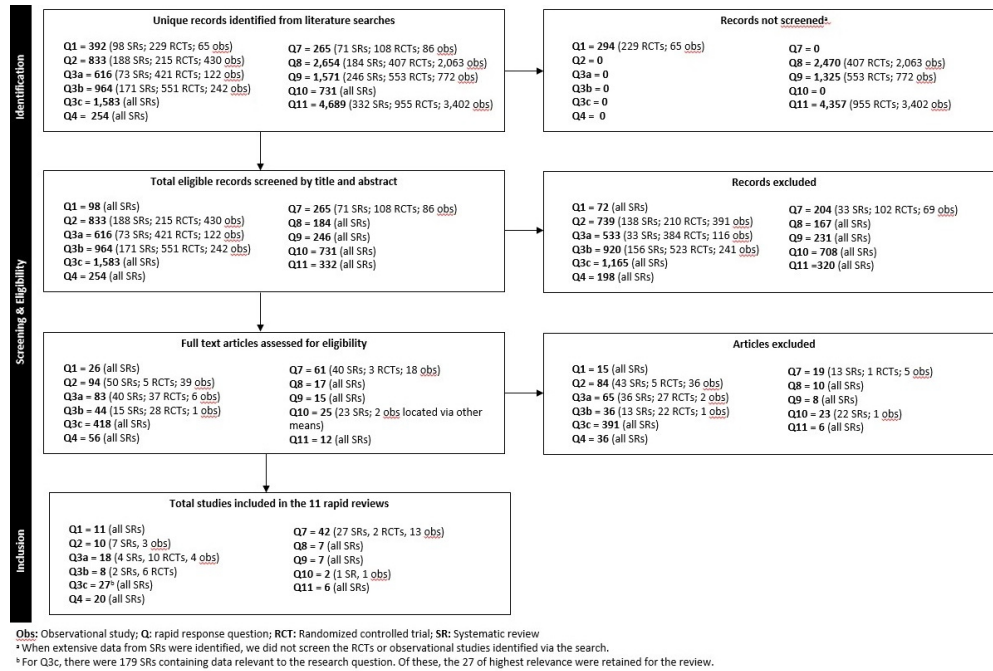 Identification
Unique records identified from literature searches
Q1 = 392 (98 SRs; 229 RCTs; 65 obs)
Q2 = 833 (188 SRs; 215 RCTs; 430 obs)
Q3a = 616 (73 SRs; 421 RCTs; 122 obs)
Q3b = 964 (171 SRs; 551 RCTs; 242 obs)
Q3c = 1,583 (all SRs)
Q4 = 254 (all SRs)
Q7 = 265 (71 SRs; 108 RCTs; 86 obs)
Q8 = 2,654 (184 SRs; 407 RCTs; 2,063 obs)
Q9 = 1,571 (246 SRs; 553 RCTs; 772 obs)
Q10 = 731 (all SRs)
Q11 = 4,689 (332 SRs; 955 RCTs; 3,402 obs)
Records not screenedª
Q1 = 294 (229 RCTs; 65 obs)
Q2 = 0
Q3a = 0
Q3b = 0
Q3c = 0
Q4 = 0
Q7 = 0
Q8 = 2,470 (407 RCTs; 2,063 obs)
Q9 = 1,325 (553 RCTs; 772 obs)
Q10 = 0
Q11 = 4,357 (955 RCTs; 3,402 obs)
Screening & Eligibility
Total eligible records screened by title and abstract
Q1 = 98 (all SRs)
Q2 = 833 (188 SRs; 215 RCTs; 430 obs)
Q3a = 616 (73 SRs; 421 RCTs; 122 obs)
Q3b = 964 (171 SRs; 551 RCTs; 242 obs)
Q3c = 1,583 (all SRs)
Q4 = 254 (all SRs)
Q7 = 265 (71 SRs; 108 RCTs; 86 obs)
Q8 = 184 (all SRs)
Q9 = 246 (all SRs)
Q10 = 731 (all SRs)
Q11 = 332 (all SRs)
Records excluded
Q1 = 72 (all SRs)
Q2 = 739 (138 SRs; 210 RCTs; 391 obs)
Q3a = 533 (33 SRs; 384 RCTs; 116 obs)
Q3b = 920 (156 SRs; 523 RCTs; 241 obs)
Q3c = 1,165 (all SRs)
Q4 = 198 (all SRs)
Q7 = 204 (33 SRs; 102 RCTs; 69 obs)
Q8 = 167 (all SRs)
Q9 = 231 (all SRs)
Q10 = 708 (all SRs)
Q11 =320 (all SRs)
Full text articles assessed for eligibility
Q1 = 26 (all SRs)
Q2 = 94 (50 SRs; 5 RCTs; 39 obs)
Q3a = 83 (40 SRs; 37 RCTs; 6 obs)
Q3b = 44 (15 SRs; 28 RCTs; 1 obs)
Q3c = 418 (all SRs)
Q4 = 56 (all SRs)
Q7 = 61 (40 SRs; 3 RCTs; 18 obs)
Q8 = 17 (all SRs)
Q9 = 15 (all SRs)
Q10 = 25 (23 SRs; 2 obs located via other
means)
Q11 = 12 (all SRs)
Articles excluded
Q1 = 15 (all SRs)
Q2 = 84 (43 SRs; 5 RCTs; 36 obs)
Q3a = 65 (36 SRs; 27 RCTs; 2 obs)
Q3b = 36 (13 SRs; 22 RCTs; 1 obs)
Q3c = 391 (all SRs)
Q4 = 36 (all SRs)
Q7 = 19 (13 SRs; 1 RCTs; 5 obs)
Q8 = 10 (all SRs)
Q9 = 8 (all SRs)
Q10 = 23 (22 SRs; 1 obs)
Q11 = 6 (all SRs)
Inclusion
Total studies included in the 11 rapid reviews
Q1 = 11 (all SRs)
Q2 = 10 (7 SRs, 3 obs)
Q3a = 18 (4 SRs, 10 RCTs, 4 obs)
Q3b = 8 (2 SRs, 6 RCTs)
Q3c = 27ᵇ (all SRs)
Q4 = 20 (all SRs)
Q7 = 42 (27 SRs, 2 RCTs, 13 obs)
Q8 = 7 (all SRs)
Q9 = 7 (all SRs)
Q10 = 2 (1 SR, 1 obs)
Q11 = 6 (all SRs)
Obs: Observational study; Q: rapid response question; RCT: Randomized controlled trial; SR: Systematic review
ª When extensive data from SRs were identified, we did not screen the RCTs or observational studies identified via the search.
ᵇ For Q3c, there were 179 SRs containing data relevant to the research question. Of these, the 27 of highest relevance were retained for the review.